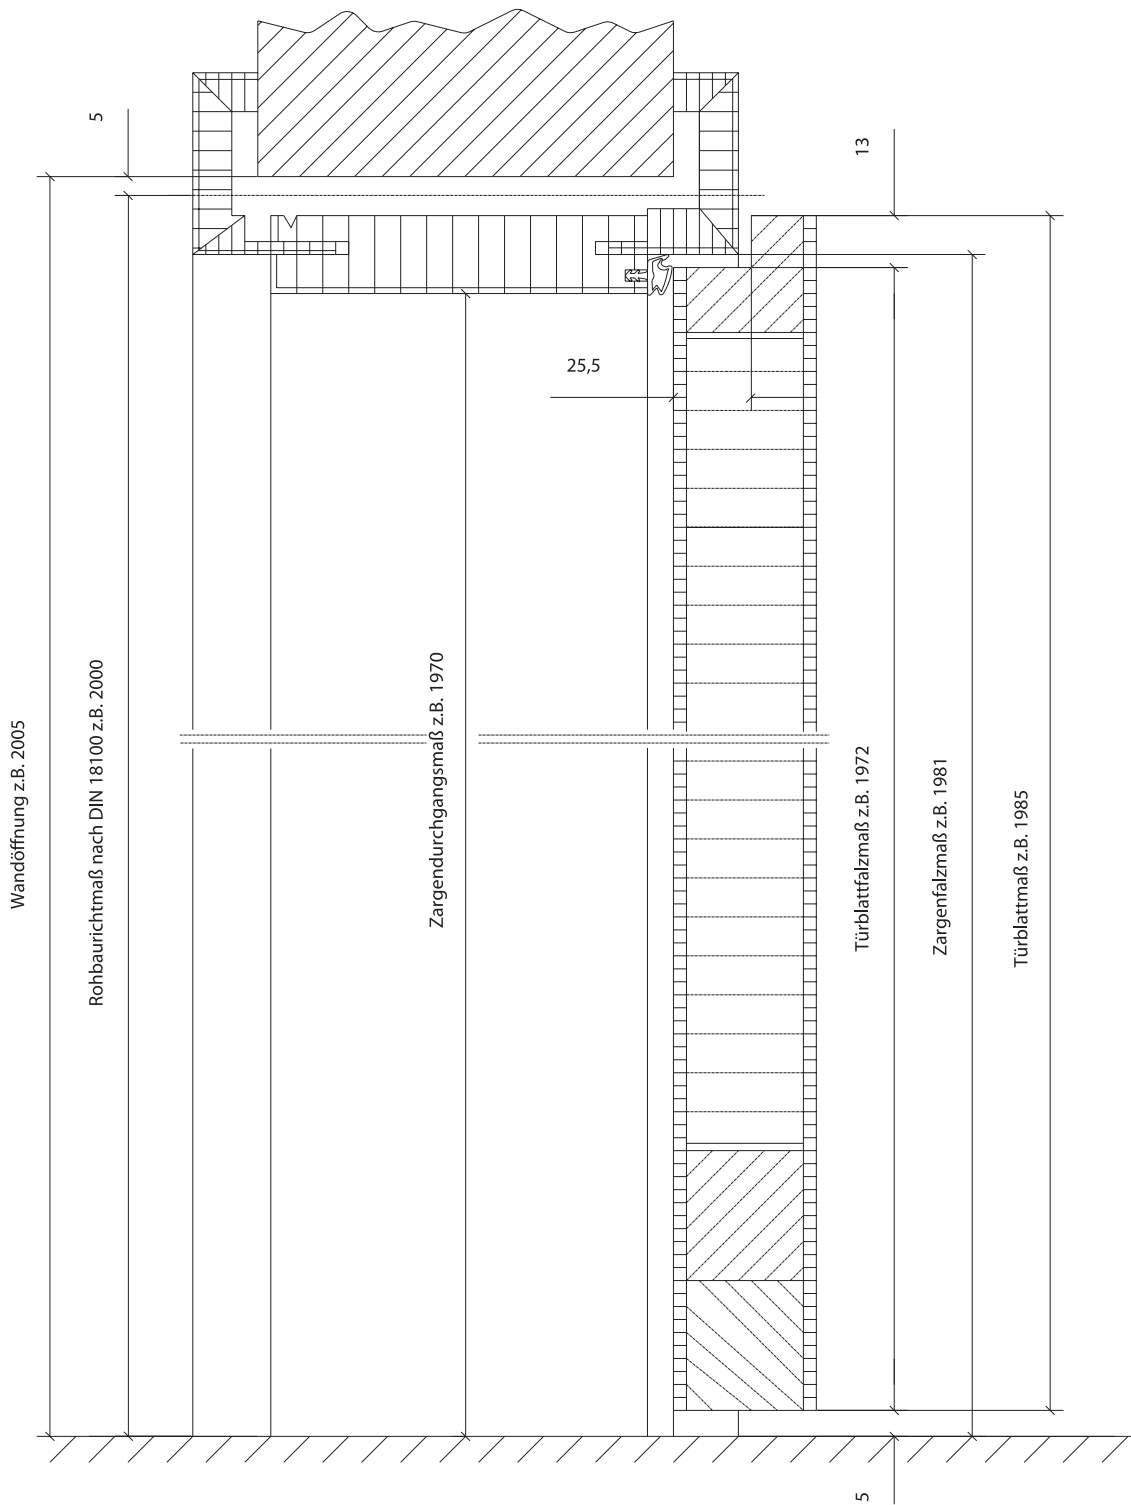 5
13
25,5
Wandöffnung z.B. 2005
Rohbaurichtmaß nach DIN 18100 z.B. 2000
Zargendurchgangsmaß z.B. 1970
Türblattfalzmaß z.B. 1972
Zargenfalzmaß z.B. 1981
Türblattmaß z.B. 1985
5